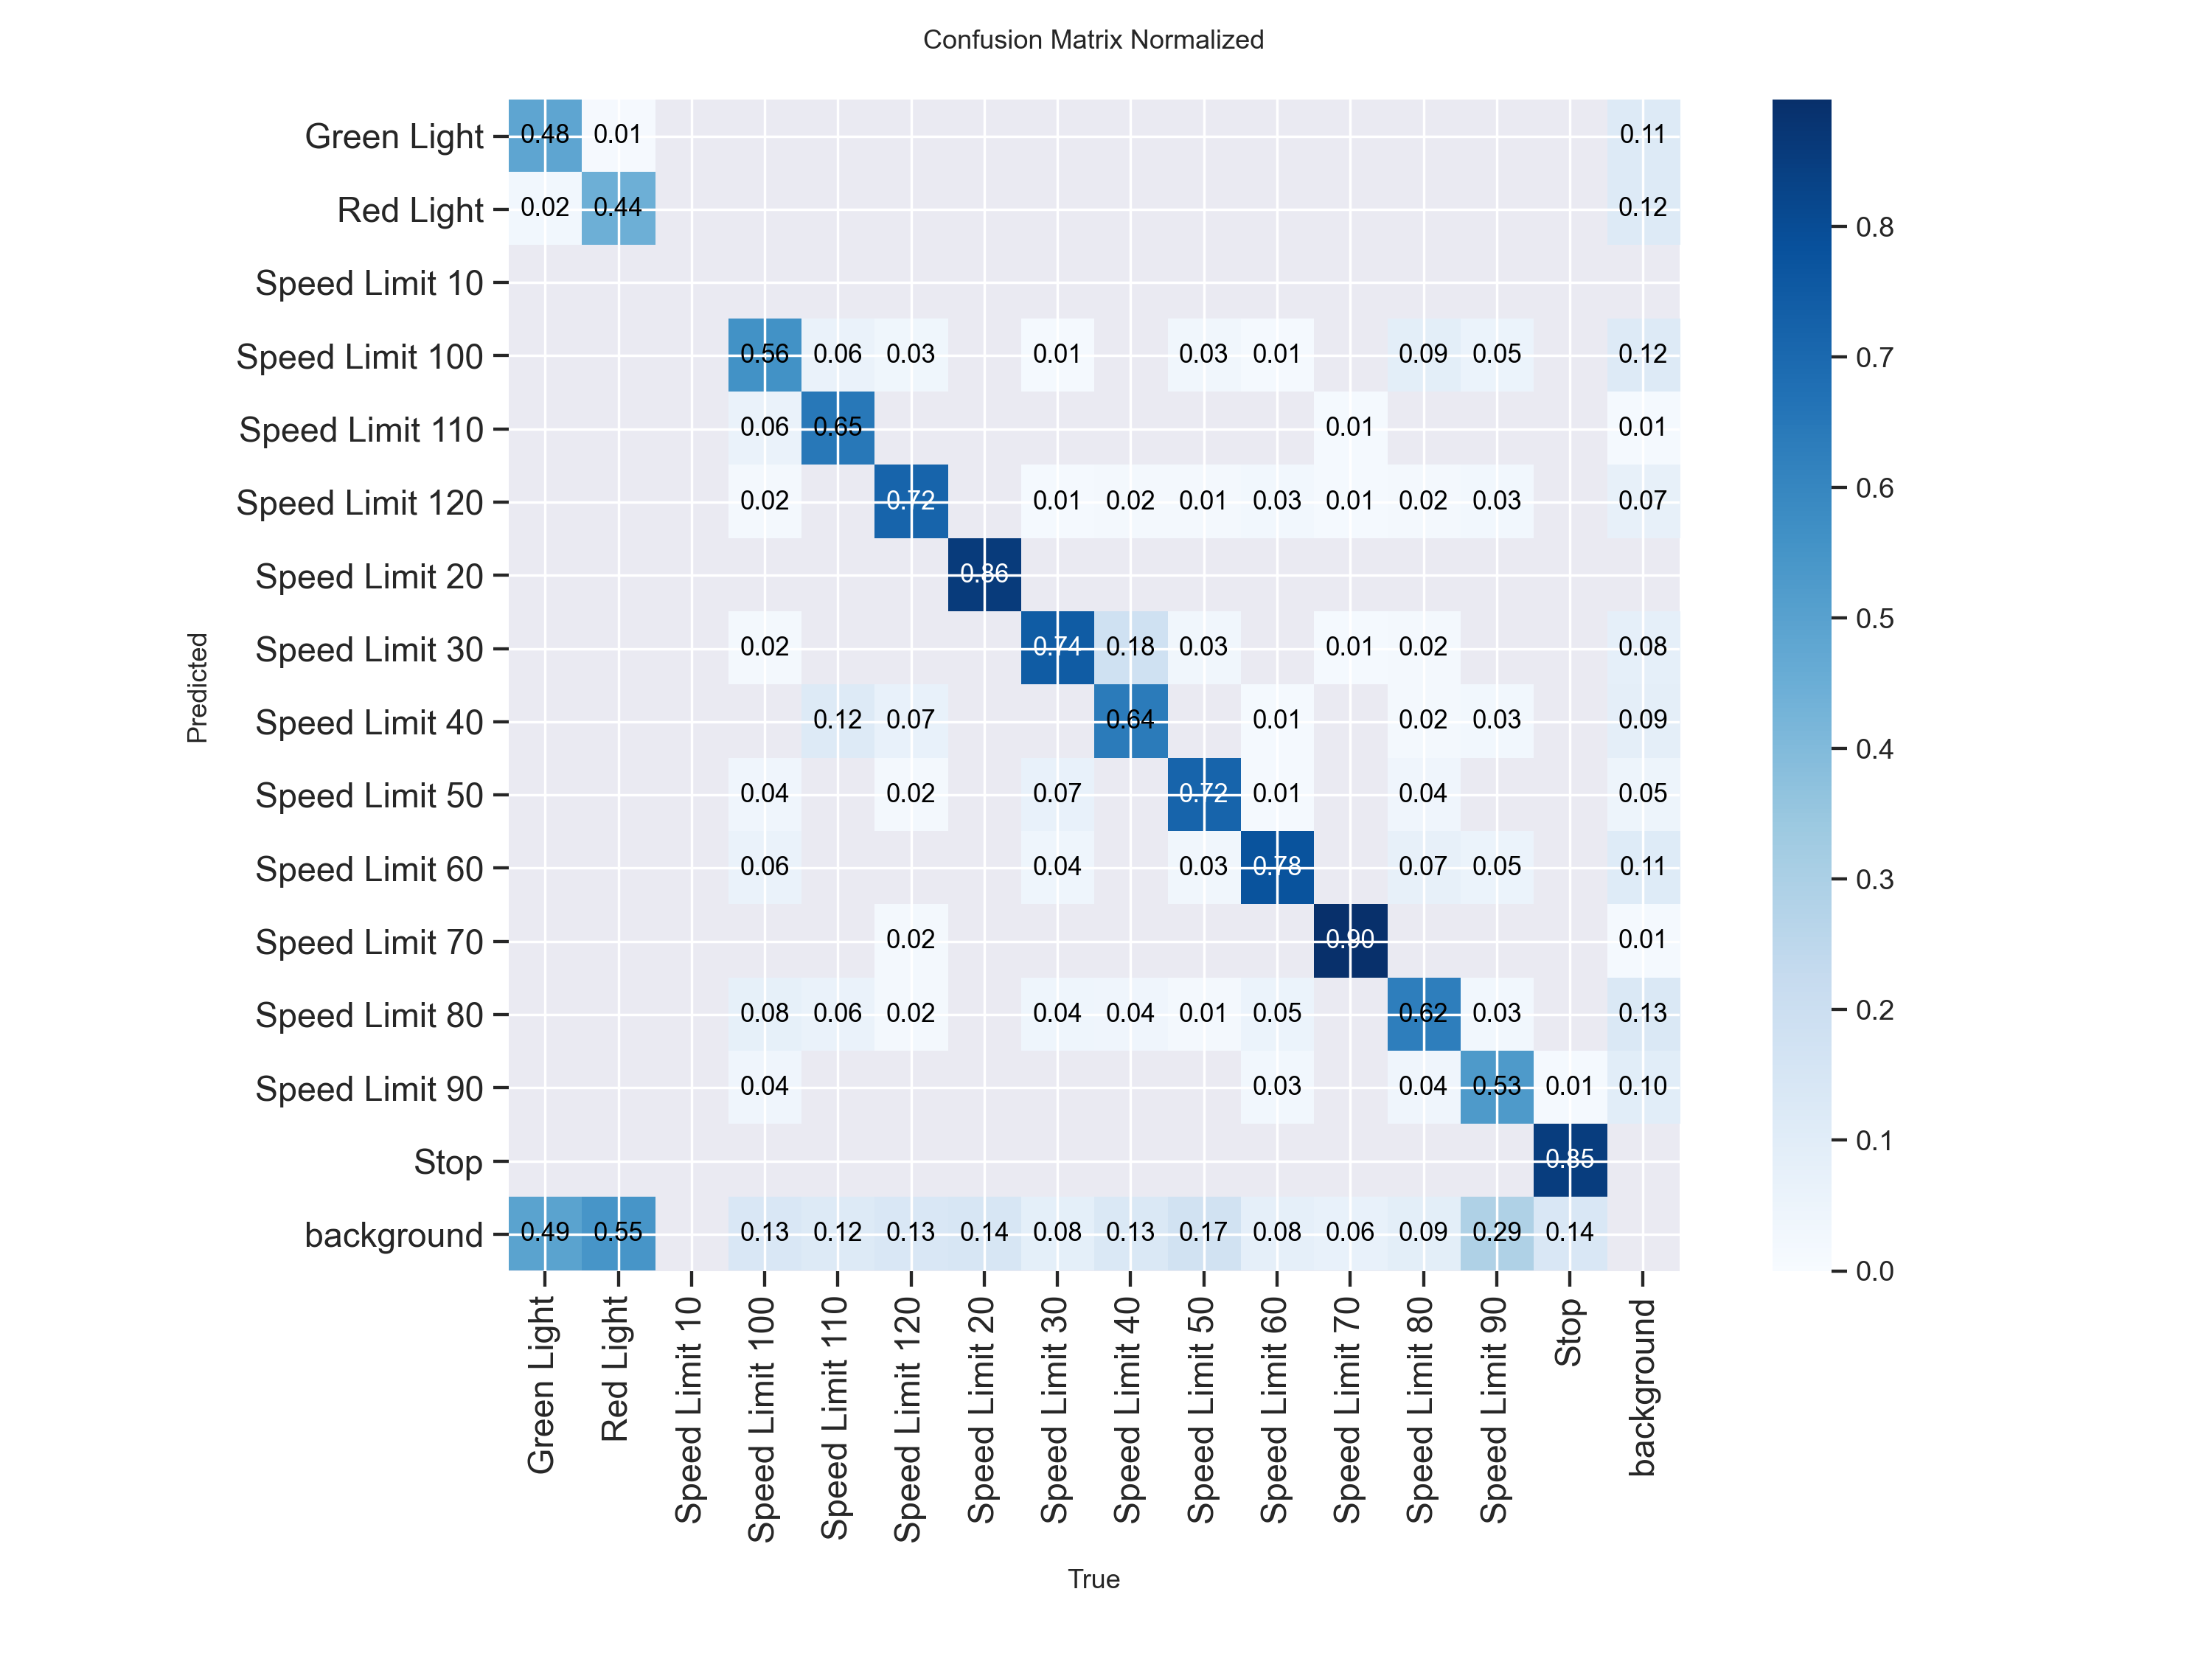 Confusion Matrix Normalized
Green Light 0.48 0.01 0.11
Red Light 0.02 0.44 0.12
Speed Limit 10
Speed Limit 100 0.56 0.06 0.03 0.01 0.03 0.01 0.09 0.05 0.12
Speed Limit 110 0.06 0.65 0.01 0.01
Speed Limit 120 0.02 0.72 0.01 0.02 0.01 0.03 0.01 0.02 0.03 0.07
Speed Limit 20 0.86
Speed Limit 30 0.02 0.74 0.18 0.03 0.01 0.02 0.08
Speed Limit 40 0.12 0.07 0.64 0.01 0.02 0.03 0.09
Speed Limit 50 0.04 0.02 0.07 0.72 0.01 0.04 0.05
Speed Limit 60 0.06 0.04 0.03 0.78 0.07 0.05 0.11
Speed Limit 70 0.02 0.90 0.01
Speed Limit 80 0.08 0.06 0.02 0.04 0.04 0.01 0.05 0.62 0.03 0.13
Speed Limit 90 0.04 0.03 0.04 0.53 0.01 0.10
Stop 0.85
background 0.49 0.55 0.13 0.12 0.13 0.14 0.08 0.13 0.17 0.08 0.06 0.09 0.29 0.14
Predicted
Green Light
Red Light
Speed Limit 10
Speed Limit 100
Speed Limit 110
Speed Limit 120
Speed Limit 20
Speed Limit 30
Speed Limit 40
Speed Limit 50
Speed Limit 60
Speed Limit 70
Speed Limit 80
Speed Limit 90
Stop
background
True
0.8
0.7
0.6
0.5
0.4
0.3
0.2
0.1
0.0